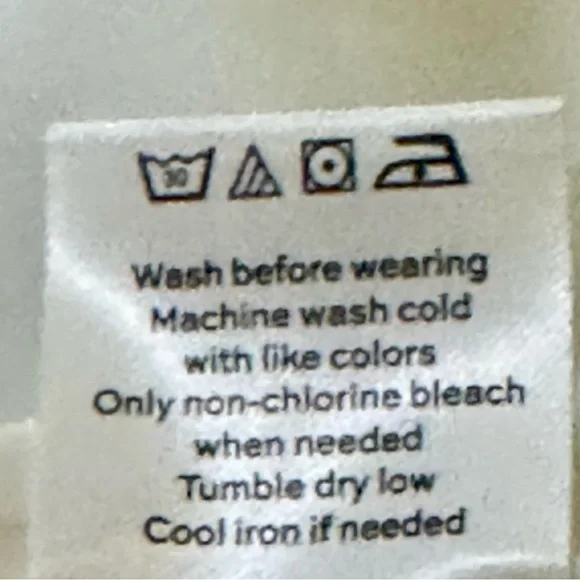 30
Wash before wearing
Machine wash cold
with like colors
Only non-chlorine bleach
when needed
Tumble dry low
Cool iron if needed